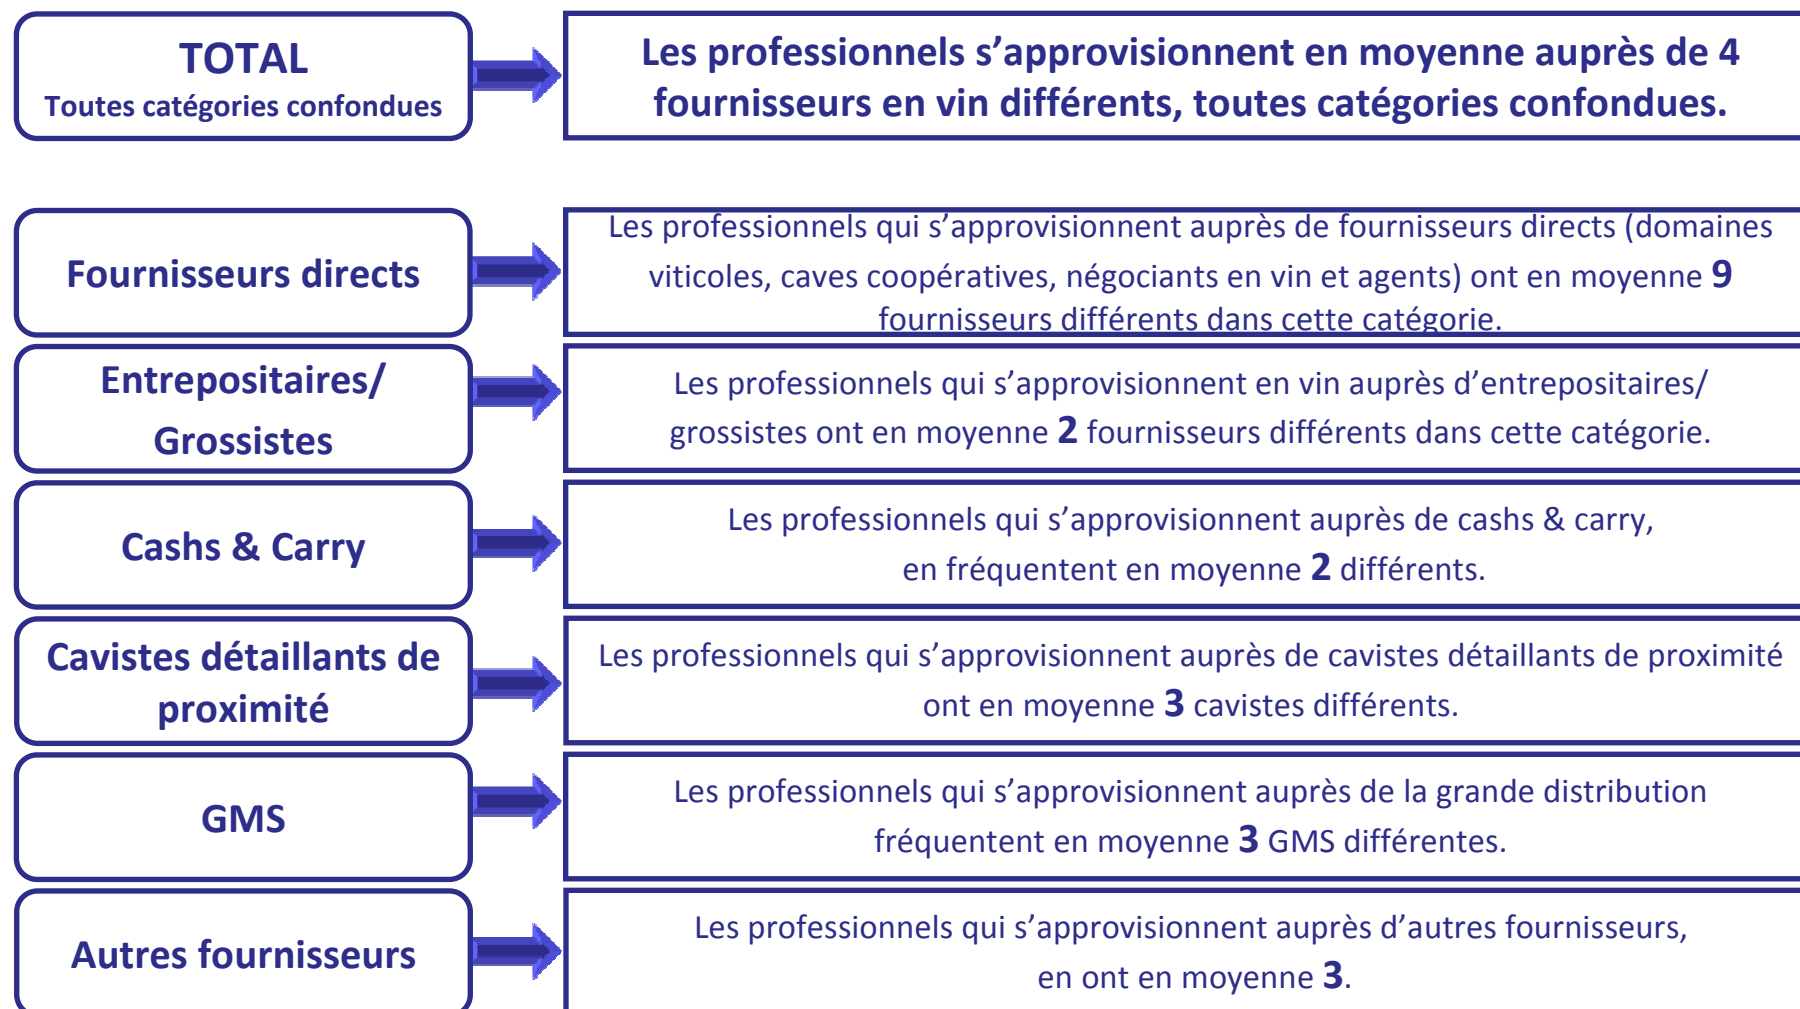 TOTAL
Toutes catégories confondues
Les professionnels s’approvisionnent en moyenne auprès de 4
fournisseurs en vin différents, toutes catégories confondues.
Fournisseurs directs
Les professionnels qui s’approvisionnent auprès de fournisseurs directs (domaines
viticoles, caves coopératives, négociants en vin et agents) ont en moyenne 9
fournisseurs différents dans cette catégorie.
Entrepositaires/
Grossistes
Les professionnels qui s’approvisionnent en vin auprès d’entrepositaires/
grossistes ont en moyenne 2 fournisseurs différents dans cette catégorie.
Cashs & Carry
Les professionnels qui s’approvisionnent auprès de cashs & carry,
en fréquentent en moyenne 2 différents.
Cavistes détaillants de
proximité
Les professionnels qui s’approvisionnent auprès de cavistes détaillants de proximité
ont en moyenne 3 cavistes différents.
GMS
Les professionnels qui s’approvisionnent auprès de la grande distribution
fréquentent en moyenne 3 GMS différentes.
Autres fournisseurs
Les professionnels qui s’approvisionnent auprès d’autres fournisseurs,
en ont en moyenne 3.